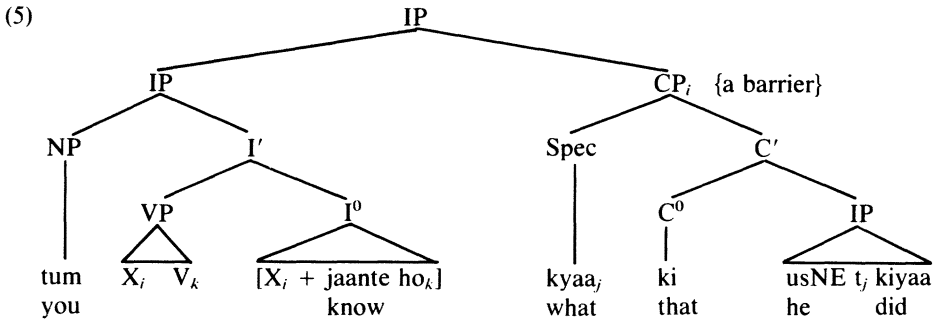 (5) IP
IP CPᵢ {a barrier}
NP I′ Spec C′
VP I⁰ C⁰ IP
tum Xᵢ Vₖ [Xᵢ + jaante hoₖ] kyaaⱼ ki usNE tⱼ kiyaa
you know what that he did